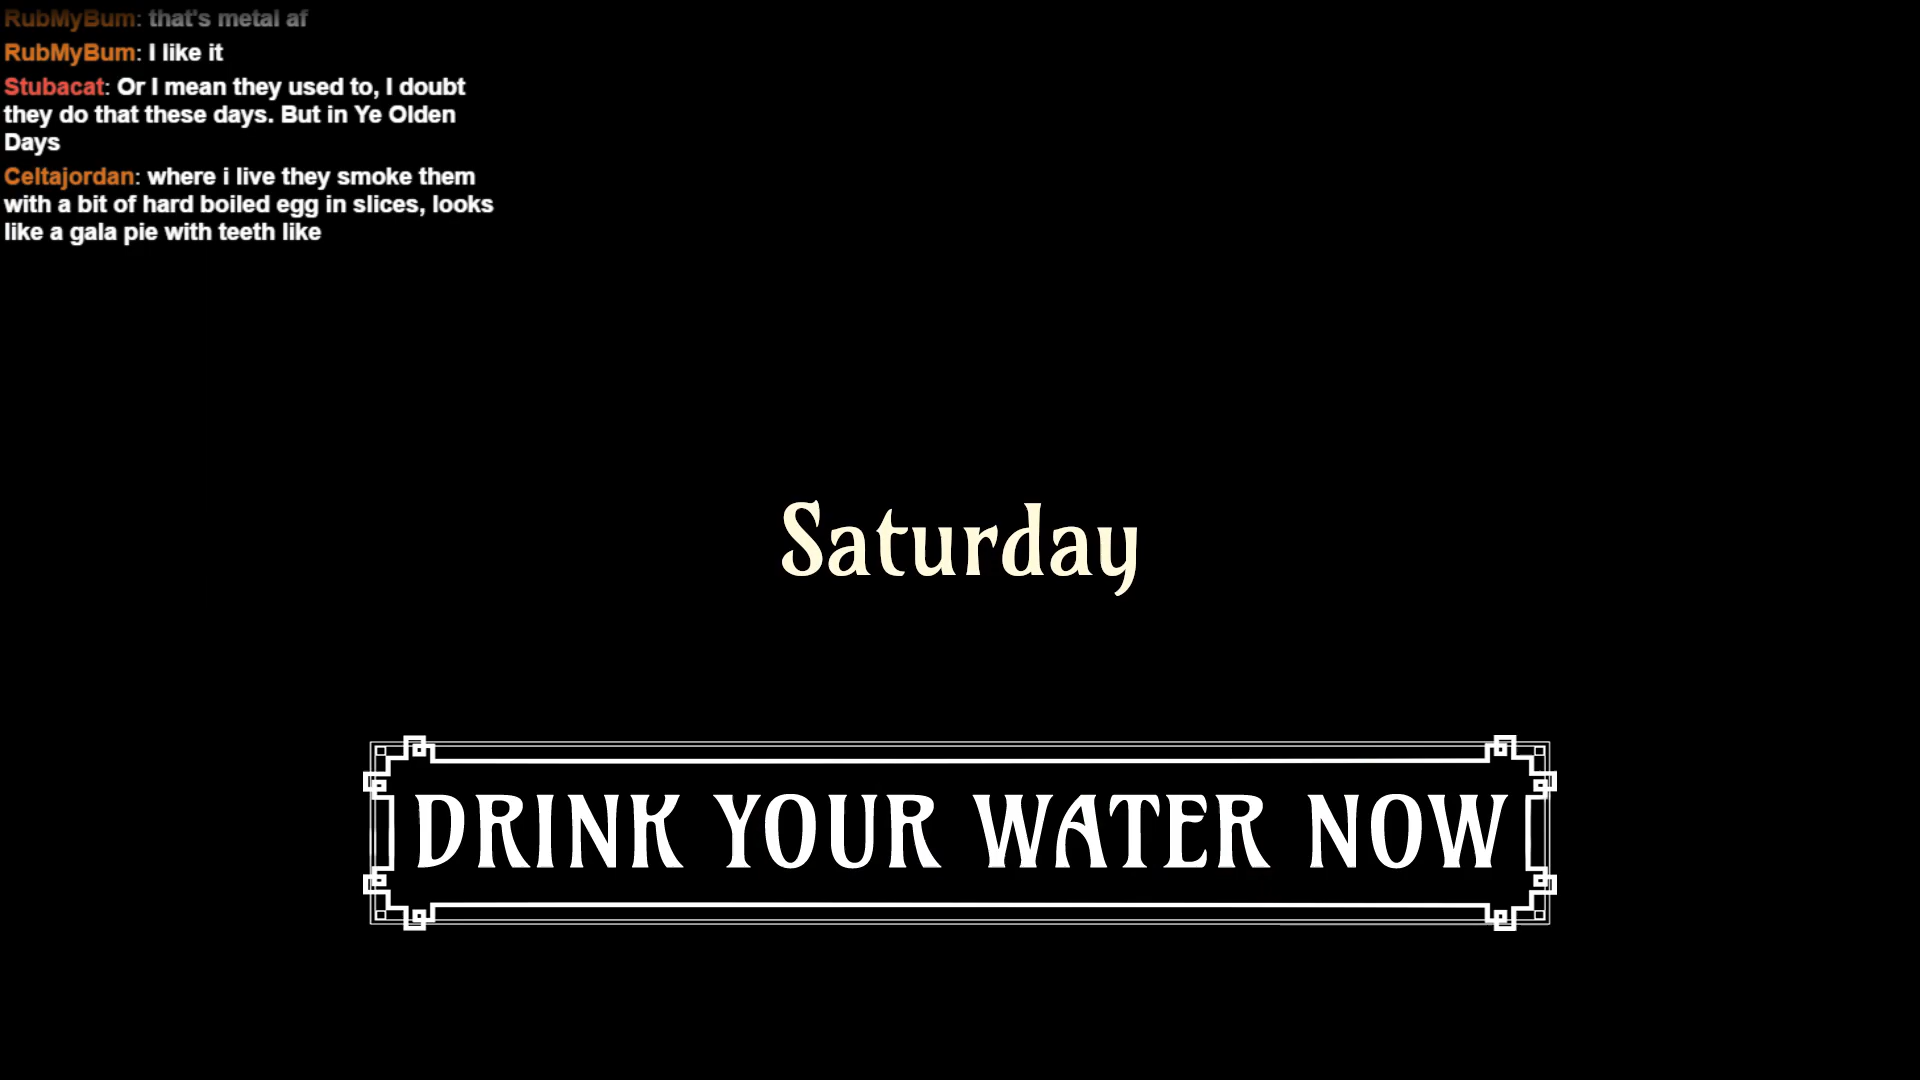 RubMyBum: that's metal af
RubMyBum: I like it
Stubacat: Or I mean they used to, I doubt
they do that these days. But in Ye Olden
Days
Celtajordan: where i live they smoke them
with a bit of hard boiled egg in slices, looks
like a gala pie with teeth like
Saturday
DRINK YOUR WATER NOW